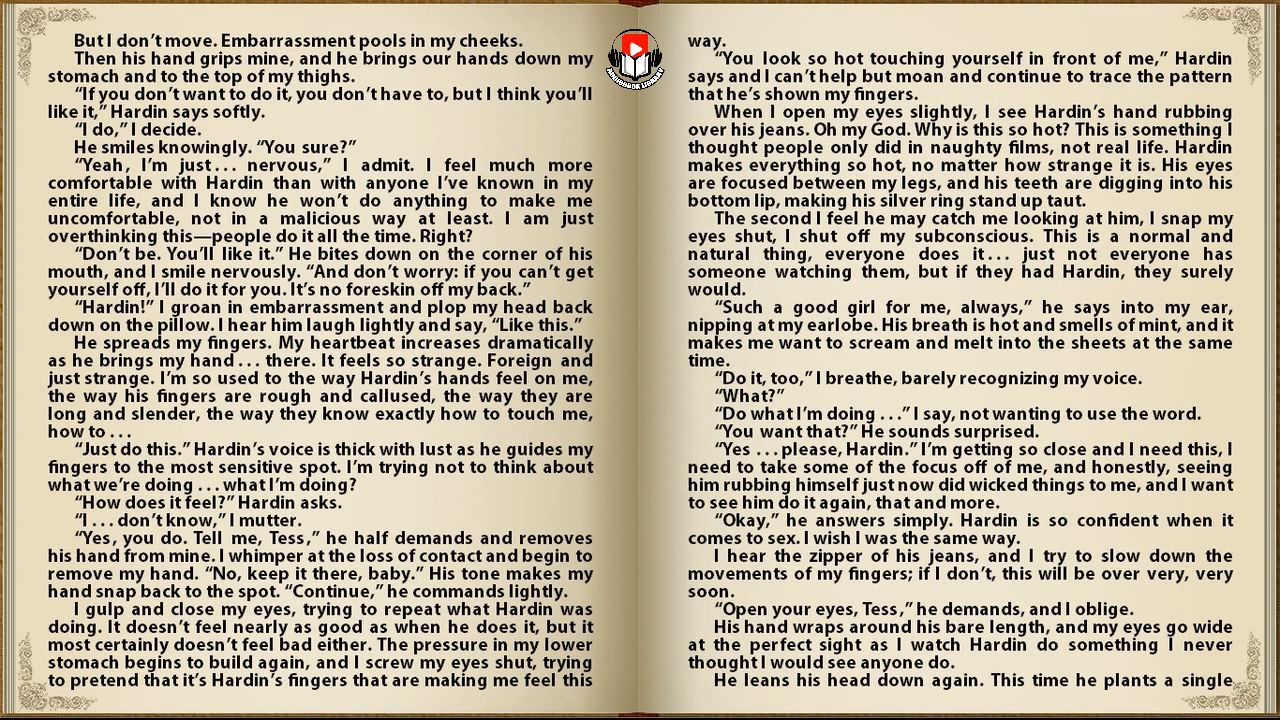 But I don’t move. Embarrassment pools in my cheeks.
Then his hand grips mine, and he brings our hands down my
stomach and to the top of my thighs.
“If you don’t want to do it, you don’t have to, but I think you’ll
like it,” Hardin says softly.
“I do,” I decide.
He smiles knowingly. “You sure?”
“Yeah, I’m just . . . nervous,” I admit. I feel much more
comfortable with Hardin than with anyone I’ve known in my
entire life, and I know he won’t do anything to make me
uncomfortable, not in a malicious way at least. I am just
overthinking this—people do it all the time. Right?
“Don’t be. You’ll like it.” He bites down on the corner of his
mouth, and I smile nervously. “And don’t worry: if you can’t get
yourself off, I’ll do it for you. It’s no foreskin off my back.”
“Hardin!” I groan in embarrassment and plop my head back
down on the pillow. I hear him laugh lightly and say, “Like this.”
He spreads my fingers. My heartbeat increases dramatically
as he brings my hand . . . there. It feels so strange. Foreign and
just strange. I’m so used to the way Hardin’s hands feel on me,
the way his fingers are rough and callused, the way they are
long and slender, the way they know exactly how to touch me,
how to . . .
“Just do this.” Hardin’s voice is thick with lust as he guides my
fingers to the most sensitive spot. I’m trying not to think about
what we’re doing . . . what I’m doing?
“How does it feel?” Hardin asks.
“I . . . don’t know,” I mutter.
“Yes, you do. Tell me, Tess,” he half demands and removes
his hand from mine. I whimper at the loss of contact and begin to
remove my hand. “No, keep it there, baby.” His tone makes my
hand snap back to the spot. “Continue,” he commands lightly.
I gulp and close my eyes, trying to repeat what Hardin was
doing. It doesn’t feel nearly as good as when he does it, but it
most certainly doesn’t feel bad either. The pressure in my lower
stomach begins to build again, and I screw my eyes shut, trying
to pretend that it’s Hardin’s fingers that are making me feel this
AUDIOBOOK LIBRARY
way.
“You look so hot touching yourself in front of me,” Hardin
says and I can’t help but moan and continue to trace the pattern
that he’s shown my fingers.
When I open my eyes slightly, I see Hardin’s hand rubbing
over his jeans. Oh my God. Why is this so hot? This is something I
thought people only did in naughty films, not real life. Hardin
makes everything so hot, no matter how strange it is. His eyes
are focused between my legs, and his teeth are digging into his
bottom lip, making his silver ring stand up taut.
The second I feel he may catch me looking at him, I snap my
eyes shut, I shut off my subconscious. This is a normal and
natural thing, everyone does it . . . just not everyone has
someone watching them, but if they had Hardin, they surely
would.
“Such a good girl for me, always,” he says into my ear,
nipping at my earlobe. His breath is hot and smells of mint, and it
makes me want to scream and melt into the sheets at the same
time.
“Do it, too,” I breathe, barely recognizing my voice.
“What?”
“Do what I’m doing . . .” I say, not wanting to use the word.
“You want that?” He sounds surprised.
“Yes . . . please, Hardin.” I’m getting so close and I need this, I
need to take some of the focus off of me, and honestly, seeing
him rubbing himself just now did wicked things to me, and I want
to see him do it again, that and more.
“Okay,” he answers simply. Hardin is so confident when it
comes to sex. I wish I was the same way.
I hear the zipper of his jeans, and I try to slow down the
movements of my fingers; if I don’t, this will be over very, very
soon.
“Open your eyes, Tess,” he demands, and I oblige.
His hand wraps around his bare length, and my eyes go wide
at the perfect sight as I watch Hardin do something I never
thought I would see anyone do.
He leans his head down again. This time he plants a single